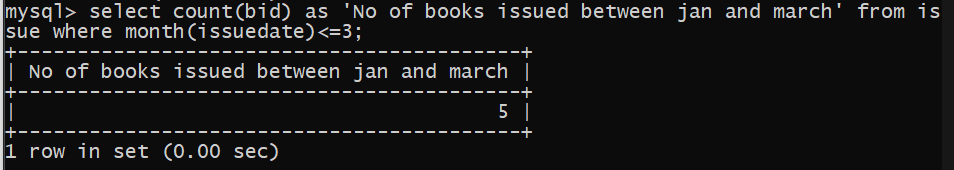 mysql> select count(bid) as 'No of books issued between jan and march' from is
sue where month(issuedate)<=3;
+------------------------------------------+
| No of books issued between jan and march |
+------------------------------------------+
|                                        5 |
+------------------------------------------+
1 row in set (0.00 sec)